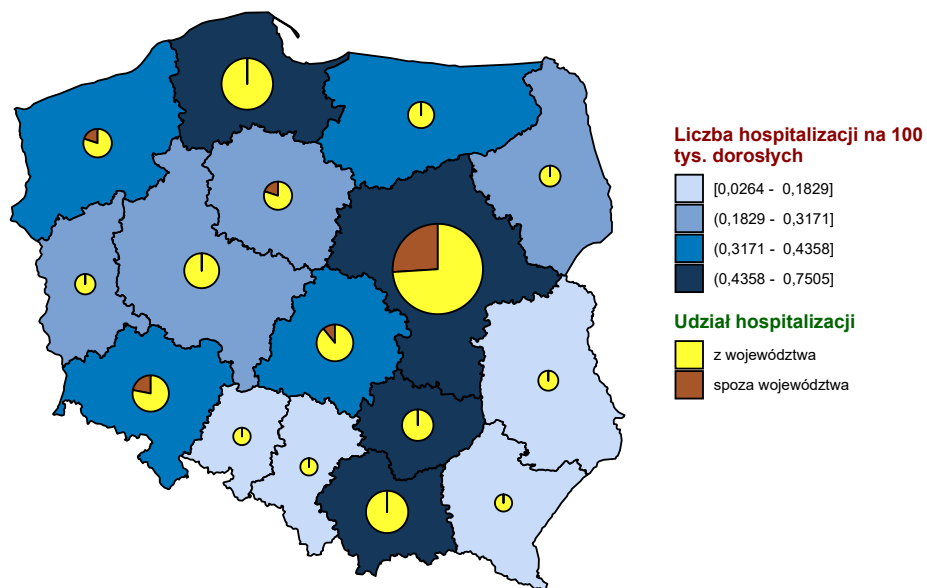 Liczba hospitalizacji na 100
tys. dorosłych
[0,0264 - 0,1829]
(0,1829 - 0,3171]
(0,3171 - 0,4358]
(0,4358 - 0,7505]
Udział hospitalizacji
z województwa
spoza województwa